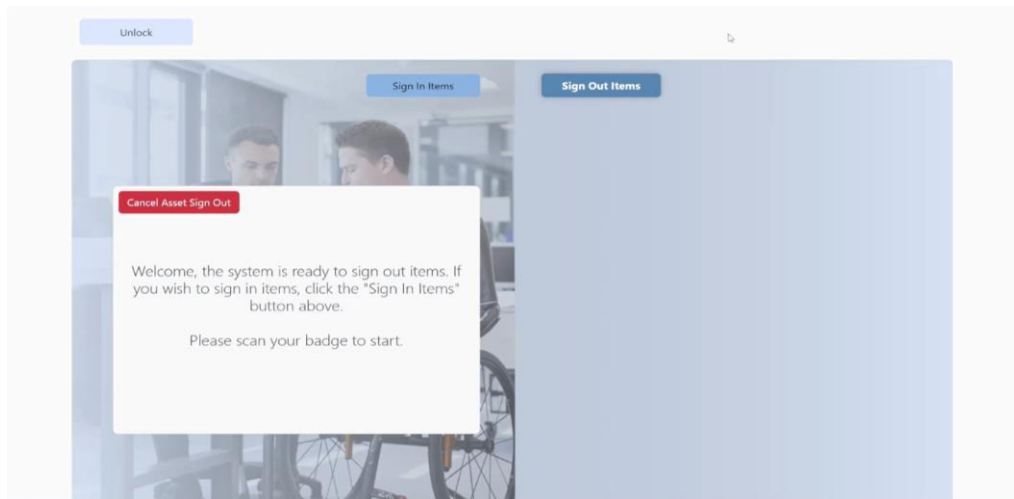 Unlock
Sign In Items
Sign Out Items
Cancel Asset Sign Out
Welcome, the system is ready to sign out items. If
you wish to sign in items, click the "Sign In Items"
button above.
Please scan your badge to start.